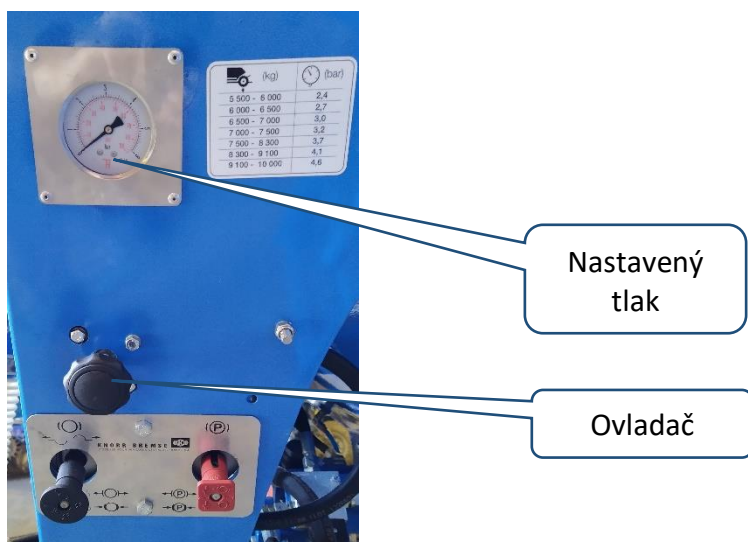 (kg) (bar)
5 500 - 6 000 2,4
6 000 - 6 500 2,7
6 500 - 7 000 3,0
7 000 - 7 500 3,2
7 500 - 8 300 3,7
8 300 - 9 100 4,1
9 100 - 10 000 4,6
Nastavený
tlak
Ovladač
(P)
KNORR-BREMSE
(P)
(P)